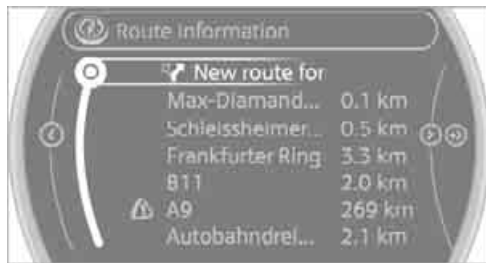 Route information
New route for
Max-Diamand... 0.1 km
Schleissheimer... 0.5 km
Frankfurter Ring 3.3 km
B11 2.0 km
A9 269 km
Autobahndrei... 2.1 km